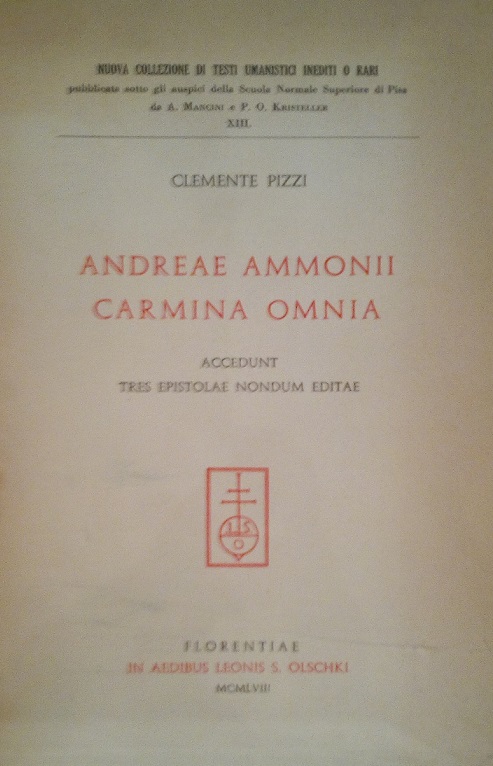 NUOVA COLLEZIONE DI TESTI UMANISTICI INEDITI O RARI
pubblicata sotto gli auspici della Scuola Normale Superiore di Pisa
da A. MANCINI e P. O. KRISTELLER
XIII.
CLEMENTE PIZZI
ANDREAE AMMONII
CARMINA OMNIA
ACCEDUNT
TRES EPISTOLAE NONDUM EDITAE
LS
O
FLORENTIAE
IN AEDIBUS LEONIS S. OLSCHKI
MCMLVIII